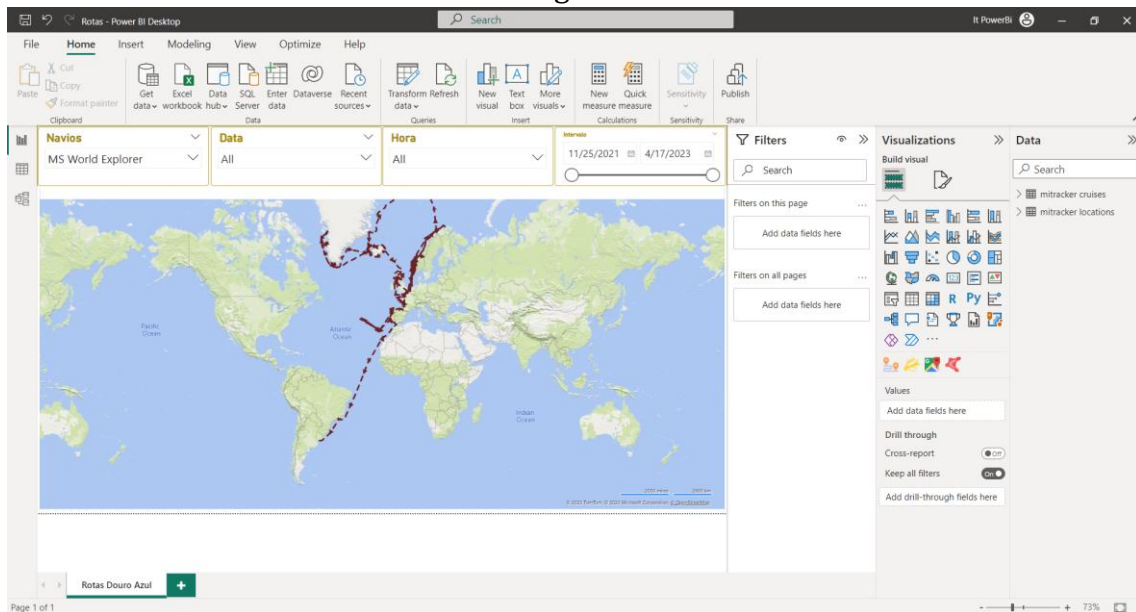 Rotas - Power BI Desktop
Search
It PowerBi
File Home Insert Modeling View Optimize Help
Paste
Cut
Copy
Format painter
Clipboard
Get data
Excel workbook
Data hub
SQL Server
Enter data
Dataverse
Recent sources
Data
Transform data
Refresh
Queries
New visual
Text box
More visuals
Insert
New measure
Quick measure
Calculations
Sensitivity
Sensitivity
Publish
Share
Navios
MS World Explorer
Data
All
Hora
All
Intervalo
11/25/2021 4/17/2023
Pacific
Ocean
Atlantic
Ocean
Indian
Ocean
Filters
Search
Filters on this page
...
Add data fields here
Filters on all pages
...
Add data fields here
Visualizations
Build visual
R Py
...
Values
Add data fields here
Drill through
Cross-report
Off
Keep all filters
On
Add drill-through fields here
Data
Search
mitracker cruises
mitracker locations
Rotas Douro Azul
Page 1 of 1
73%